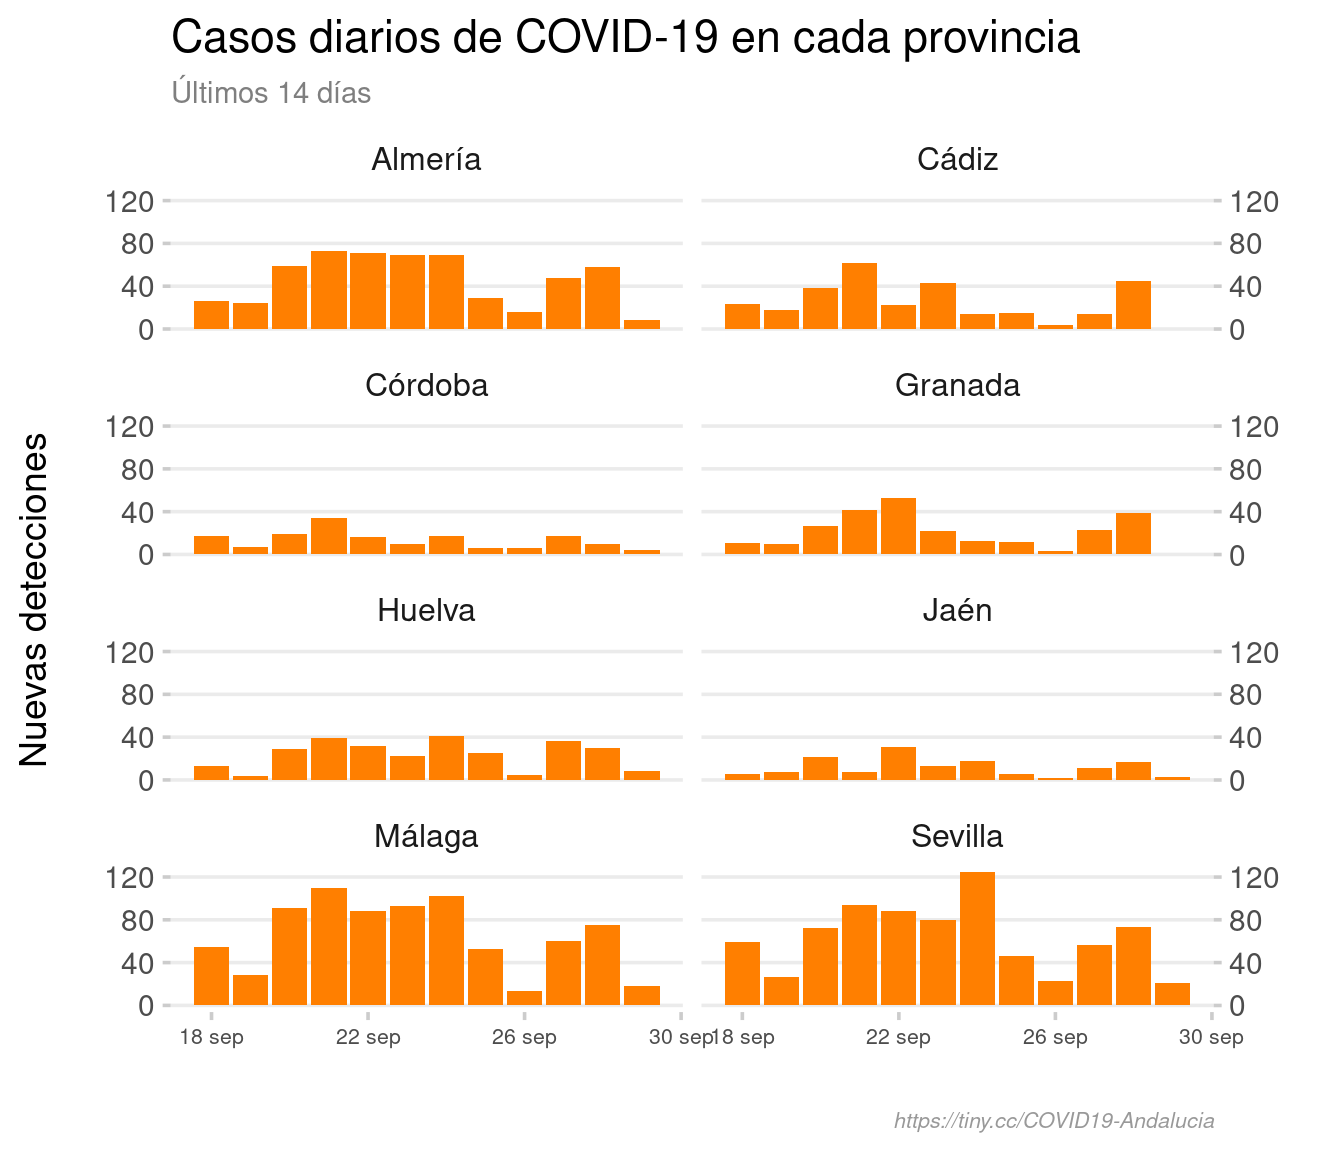 Casos diarios de COVID-19 en cada provincia
Últimos 14 días
Nuevas detecciones
Almería Cádiz
120 120
80 80
40 40
0 0
Córdoba Granada
120 120
80 80
40 40
0 0
Huelva Jaén
120 120
80 80
40 40
0 0
Málaga Sevilla
120 120
80 80
40 40
0 0
18 sep 22 sep 26 sep 30 sep 18 sep 22 sep 26 sep 30 sep
https://tiny.cc/COVID19-Andalucia